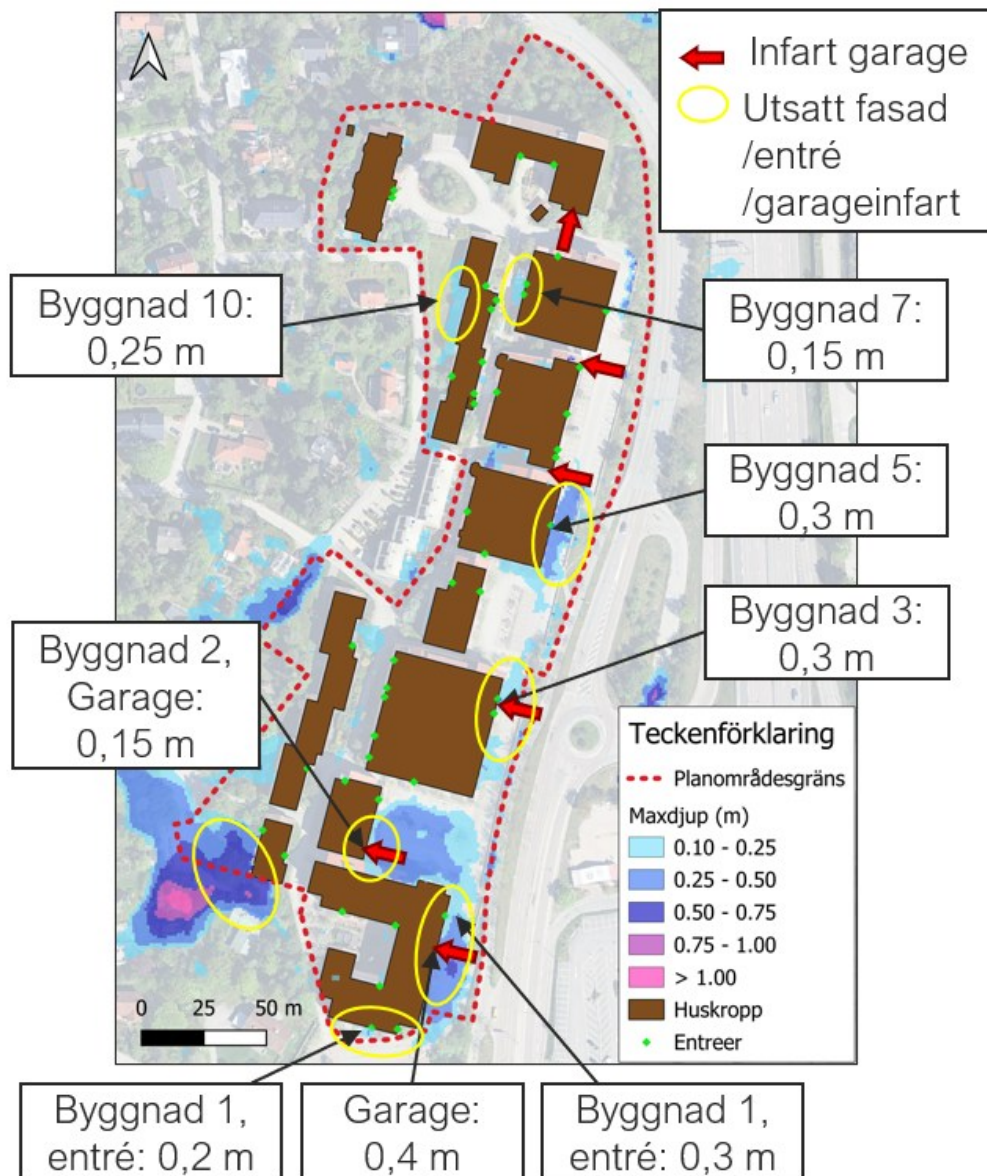 Infart garage
Utsatt fasad
/entré
/garageinfart
Byggnad 10:
0,25 m
Byggnad 7:
0,15 m
Byggnad 5:
0,3 m
Byggnad 3:
0,3 m
Byggnad 2,
Garage:
0,15 m
Teckenförklaring
Planområdesgräns
Maxdjup (m)
0.10 - 0.25
0.25 - 0.50
0.50 - 0.75
0.75 - 1.00
> 1.00
Huskropp
Entreer
0 25 50 m
Byggnad 1,
entré: 0,2 m
Garage:
0,4 m
Byggnad 1,
entré: 0,3 m